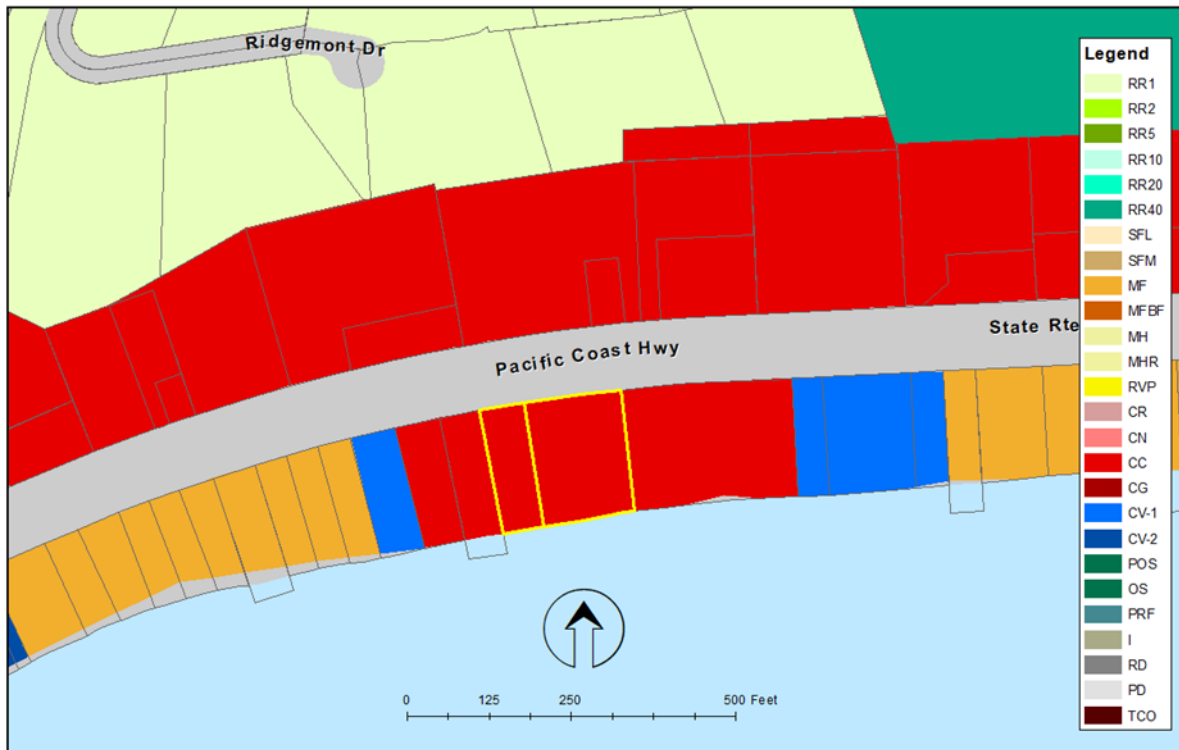 Ridgemont Dr
Legend
RR1
RR2
RR5
RR10
RR20
RR40
SFL
SFM
MF
MFBF
MH
MHR
RVP
CR
CN
CC
CG
CV-1
CV-2
POS
OS
PRF
I
RD
PD
TCO
State Rte
Pacific Coast Hwy
0 125 250 500 Feet